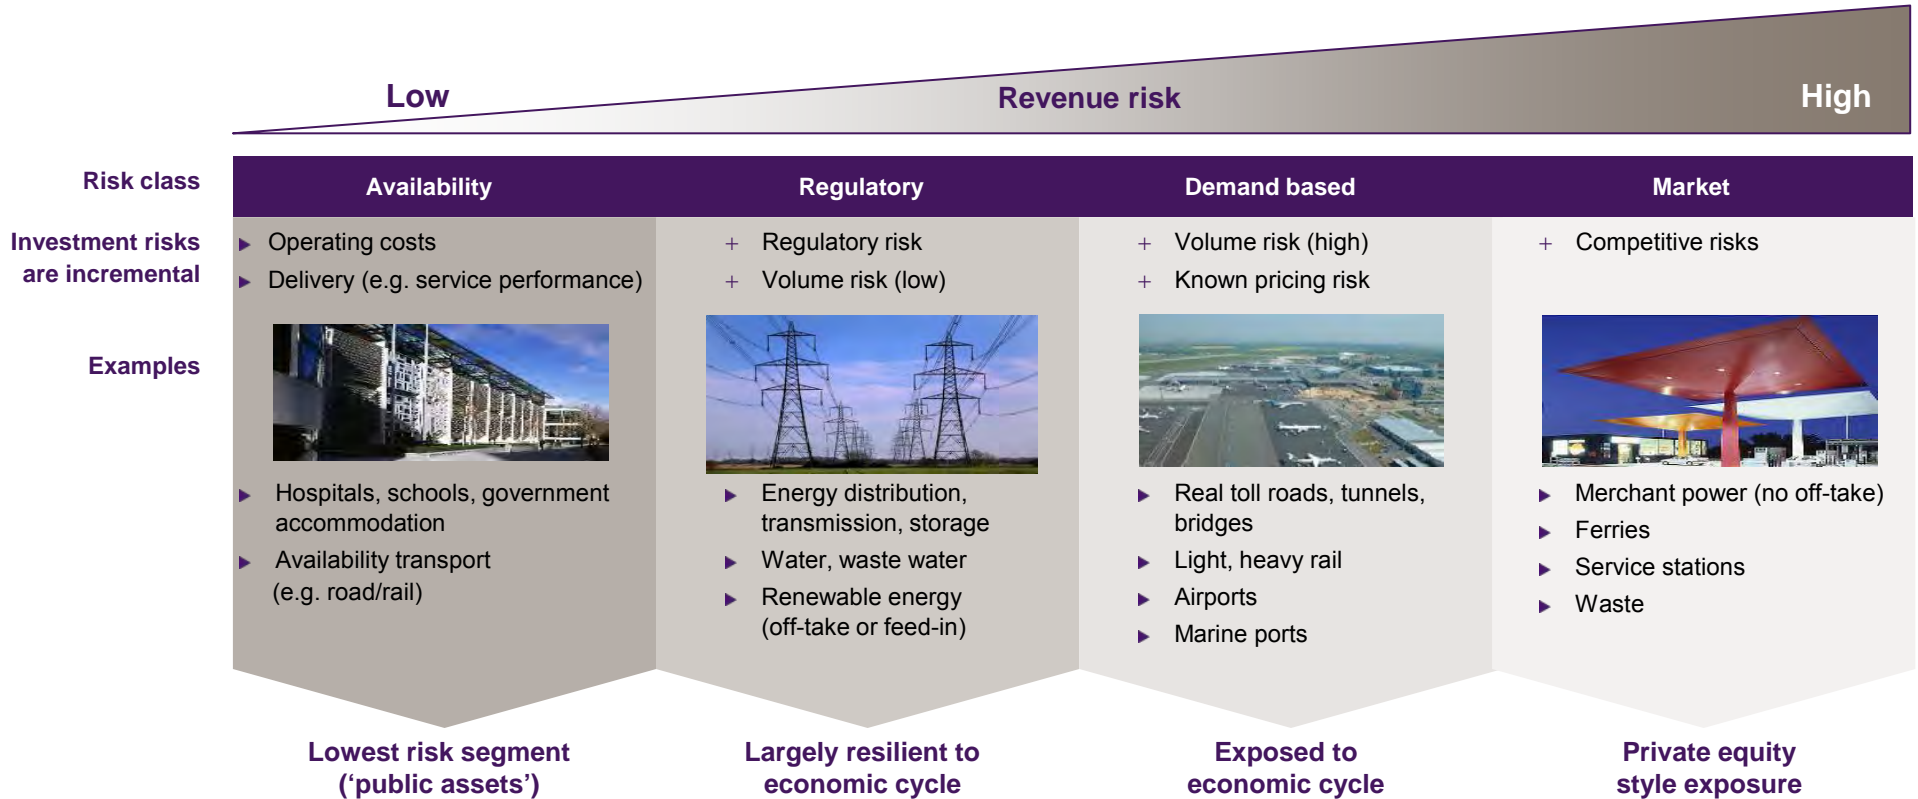 Low
Revenue risk
High
Risk class
Availability
Regulatory
Demand based
Market
Investment risks
are incremental
► Operating costs
► Delivery (e.g. service performance)
+ Regulatory risk
+ Volume risk (low)
+ Volume risk (high)
+ Known pricing risk
+ Competitive risks
Examples
► Hospitals, schools, government
accommodation
► Availability transport
(e.g. road/rail)
► Energy distribution,
transmission, storage
► Water, waste water
► Renewable energy
(off-take or feed-in)
► Real toll roads, tunnels,
bridges
► Light, heavy rail
► Airports
► Marine ports
► Merchant power (no off-take)
► Ferries
► Service stations
► Waste
Lowest risk segment
(‘public assets’)
Largely resilient to
economic cycle
Exposed to
economic cycle
Private equity
style exposure